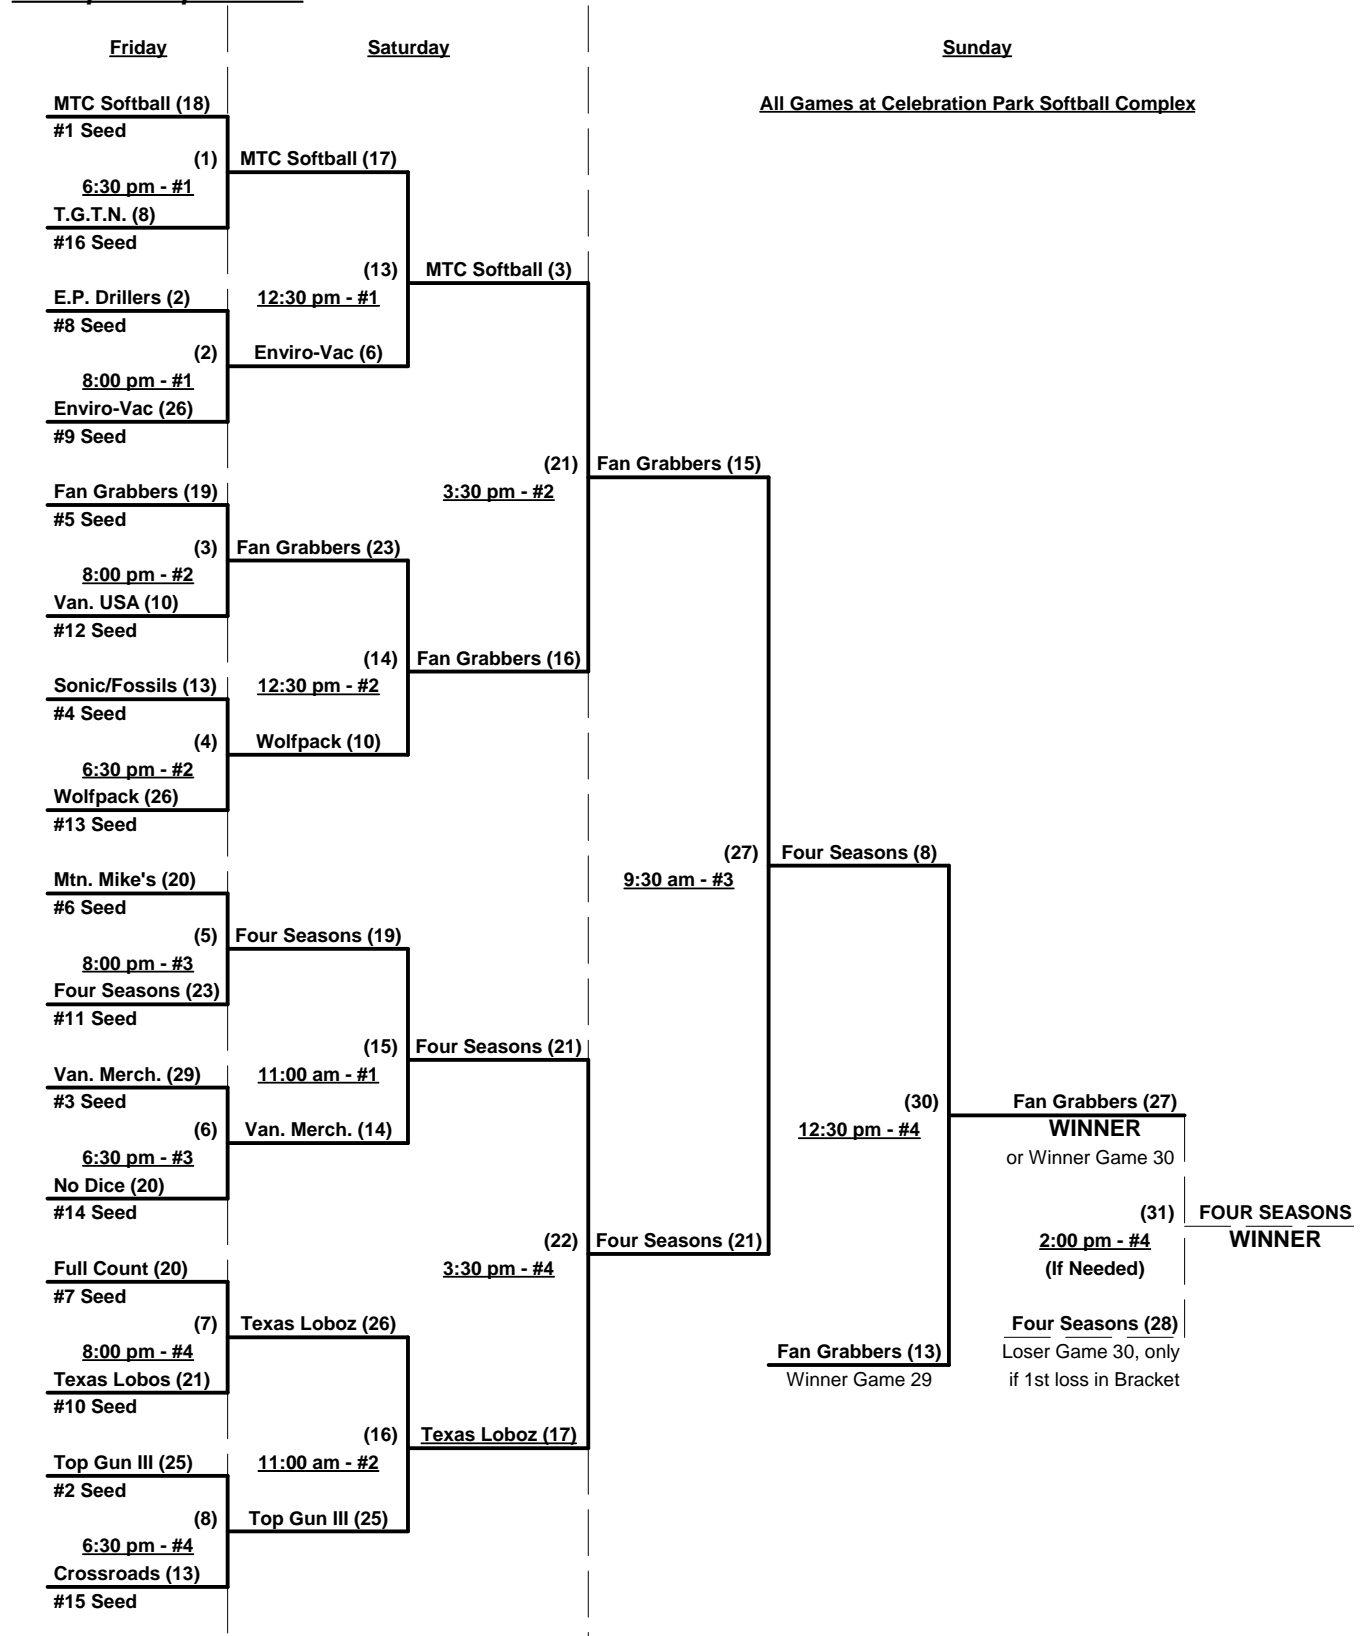 Friday
Saturday
Sunday
MTC Softball (18)
All Games at Celebration Park Softball Complex
#1 Seed
(1)
MTC Softball (17)
6:30 pm - #1
T.G.T.N. (8)
#16 Seed
(13)
MTC Softball (3)
12:30 pm - #1
E.P. Drillers (2)
#8 Seed
(2)
Enviro-Vac (6)
8:00 pm - #1
Enviro-Vac (26)
#9 Seed
(21)
Fan Grabbers (15)
3:30 pm - #2
Fan Grabbers (19)
#5 Seed
(3)
Fan Grabbers (23)
8:00 pm - #2
Van. USA (10)
#12 Seed
(14)
Fan Grabbers (16)
12:30 pm - #2
Sonic/Fossils (13)
#4 Seed
(4)
Wolfpack (10)
6:30 pm - #2
Wolfpack (26)
#13 Seed
(27)
Four Seasons (8)
9:30 am - #3
Mtn. Mike's (20)
#6 Seed
(5)
Four Seasons (19)
8:00 pm - #3
Four Seasons (23)
#11 Seed
(15)
Four Seasons (21)
11:00 am - #1
Van. Merch. (29)
#3 Seed
(6)
Van. Merch. (14)
6:30 pm - #3
No Dice (20)
#14 Seed
(30)
Fan Grabbers (27)
12:30 pm - #4
WINNER
or Winner Game 30
(31)
FOUR SEASONS
2:00 pm - #4
WINNER
(If Needed)
(22)
Four Seasons (21)
3:30 pm - #4
Full Count (20)
#7 Seed
(7)
Texas Loboz (26)
8:00 pm - #4
Texas Lobos (21)
#10 Seed
Four Seasons (28)
Fan Grabbers (13)
Loser Game 30, only
Winner Game 29
if 1st loss in Bracket
(16)
Texas Loboz (17)
11:00 am - #2
Top Gun III (25)
#2 Seed
(8)
Top Gun III (25)
6:30 pm - #4
Crossroads (13)
#15 Seed